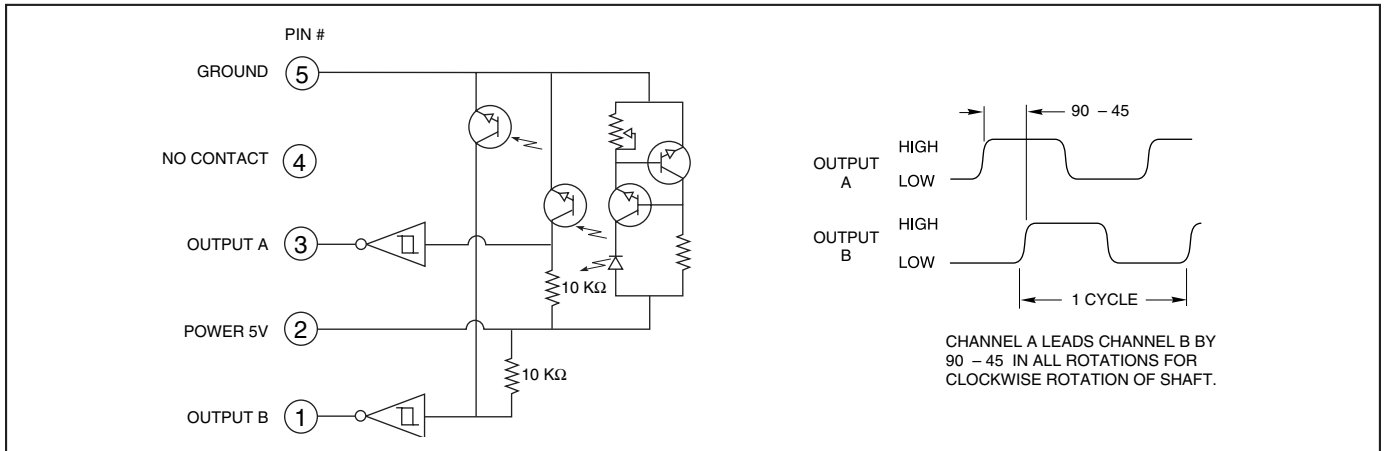 PIN #
GROUND 5
NO CONTACT 4
OUTPUT A 3
10 KΩ
POWER 5V 2
10 KΩ
OUTPUT B 1
90 – 45
OUTPUT
A
HIGH
LOW
OUTPUT
B
HIGH
LOW
1 CYCLE
CHANNEL A LEADS CHANNEL B BY
90 – 45 IN ALL ROTATIONS FOR
CLOCKWISE ROTATION OF SHAFT.